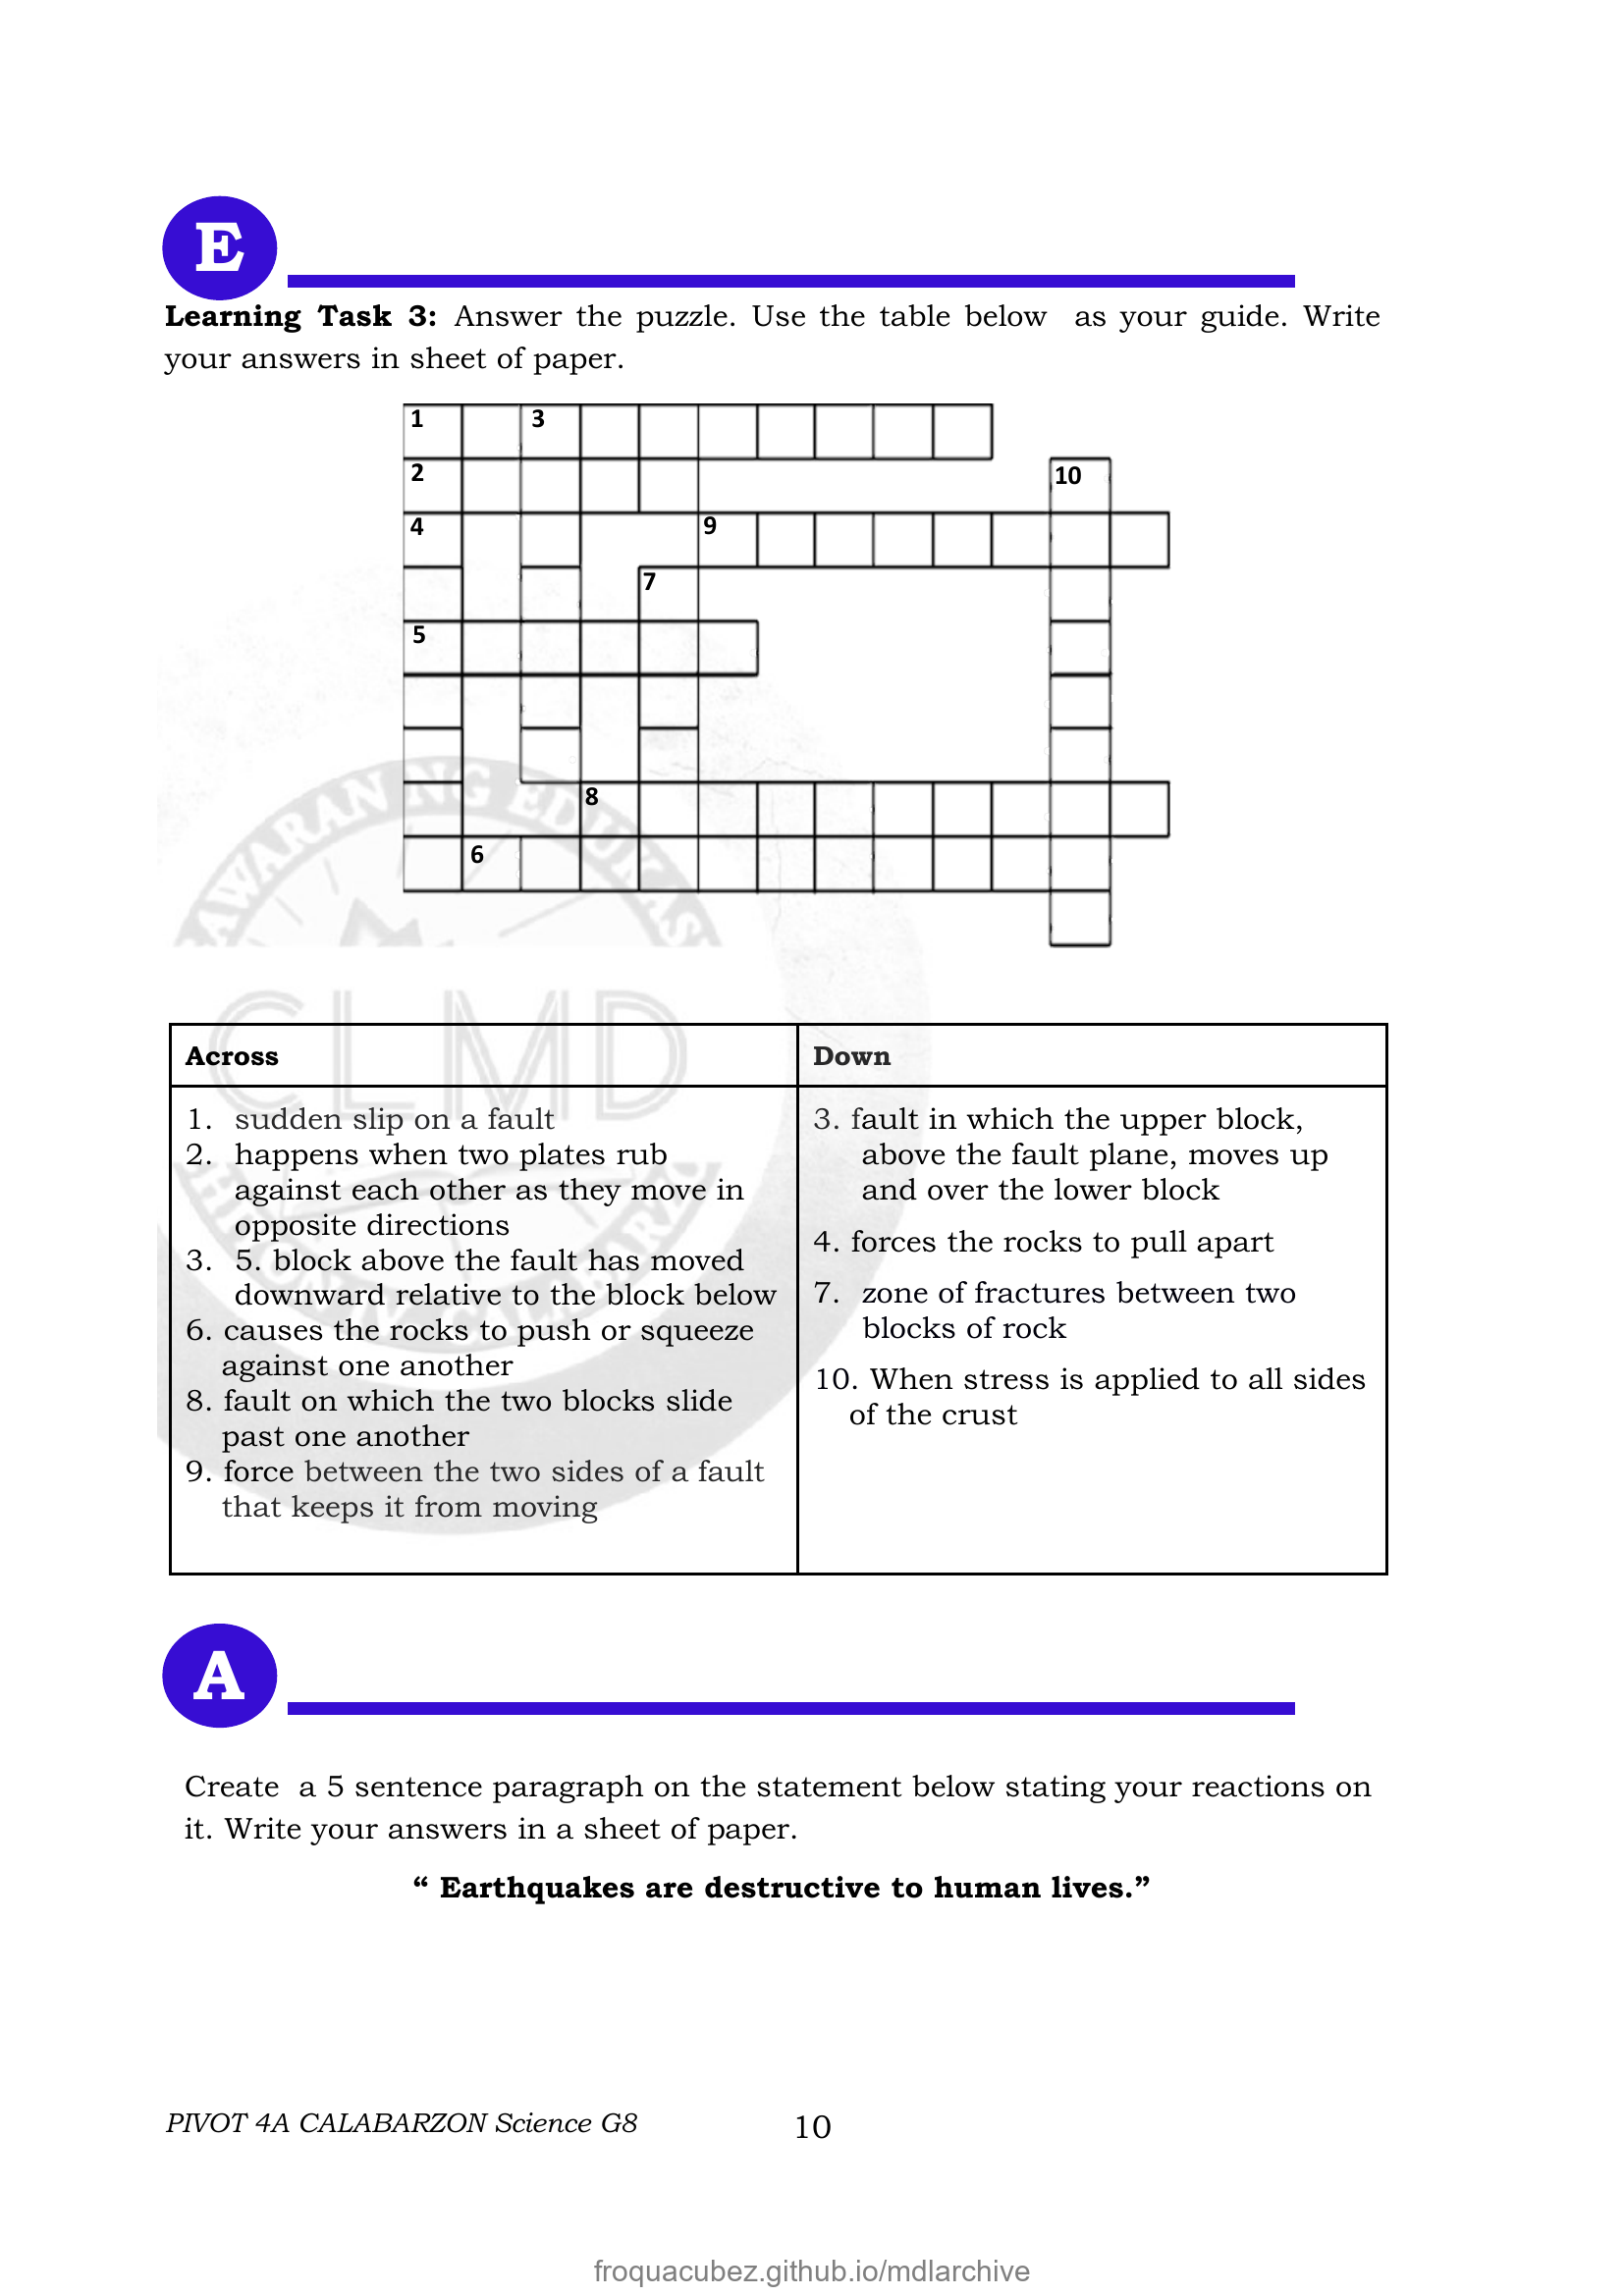 E
Learning Task 3: Answer the puzzle. Use the table below as your guide. Write
your answers in sheet of paper.
1 3
2 10
4 9
7
5
8
6
Across
1. sudden slip on a fault
2. happens when two plates rub
against each other as they move in
opposite directions
3. 5. block above the fault has moved
downward relative to the block below
6. causes the rocks to push or squeeze
against one another
8. fault on which the two blocks slide
past one another
9. force between the two sides of a fault
that keeps it from moving
Down
3. fault in which the upper block,
above the fault plane, moves up
and over the lower block
4. forces the rocks to pull apart
7. zone of fractures between two
blocks of rock
10. When stress is applied to all sides
of the crust
CLMD
A
Create a 5 sentence paragraph on the statement below stating your reactions on
it. Write your answers in a sheet of paper.
“ Earthquakes are destructive to human lives.”
PIVOT 4A CALABARZON Science G8 10
froquacubez.github.io/mdlarchive